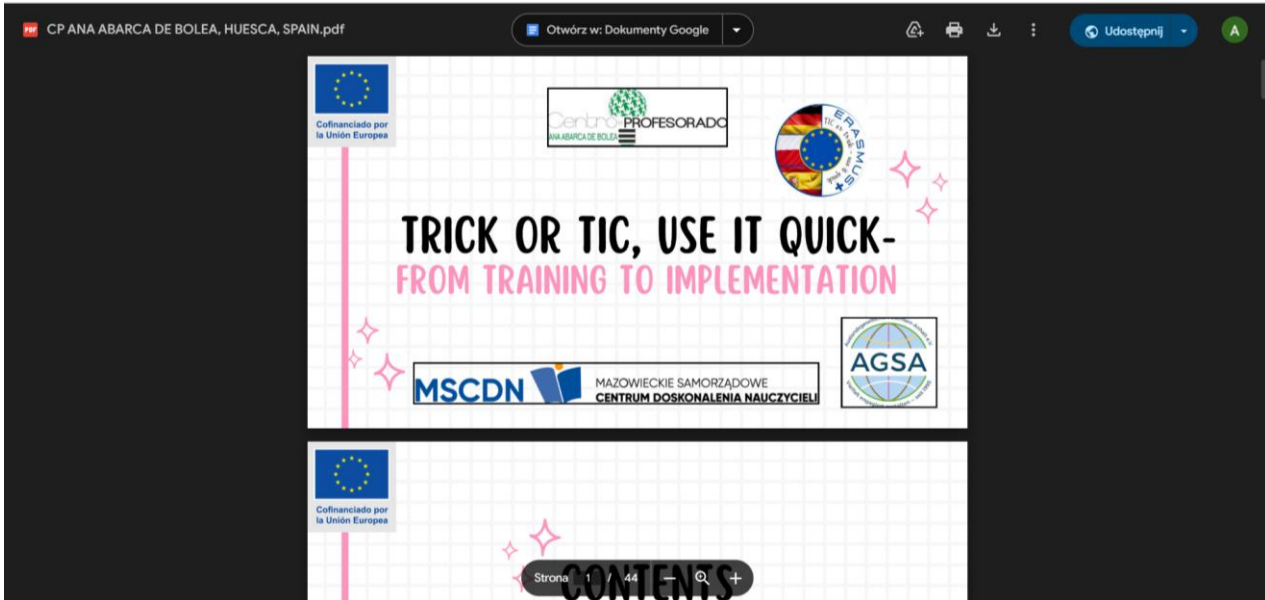 PDF CP ANA ABARCA DE BOLEA, HUESCA, SPAIN.pdf
Otwórz w: Dokumenty Google
Udostępnij
A
Cofinanciado por
la Unión Europea
Centro PROFESORADO
ANA ABARCA DE BOLEA
ERASMUS+
TRICK OR TIC, USE IT QUICK-
FROM TRAINING TO IMPLEMENTATION
MSCDN
MAZOWIECKIE SAMORZĄDOWE
CENTRUM DOSKONALENIA NAUCZYCIELI
AGSA
Cofinanciado por
la Unión Europea
CONTENTS
Strona 1 / 44